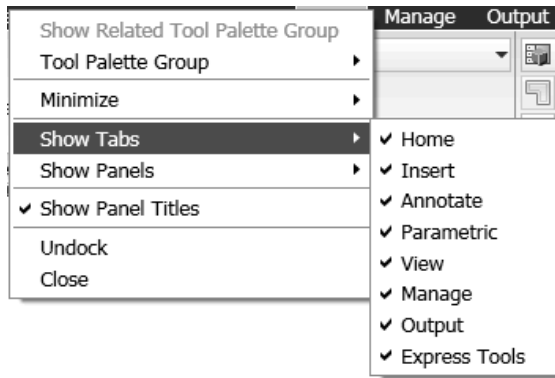 Manage Output
Show Related Tool Palette Group
Tool Palette Group
Minimize
Show Tabs
Show Panels
Show Panel Titles
Undock
Close
Home
Insert
Annotate
Parametric
View
Manage
Output
Express Tools